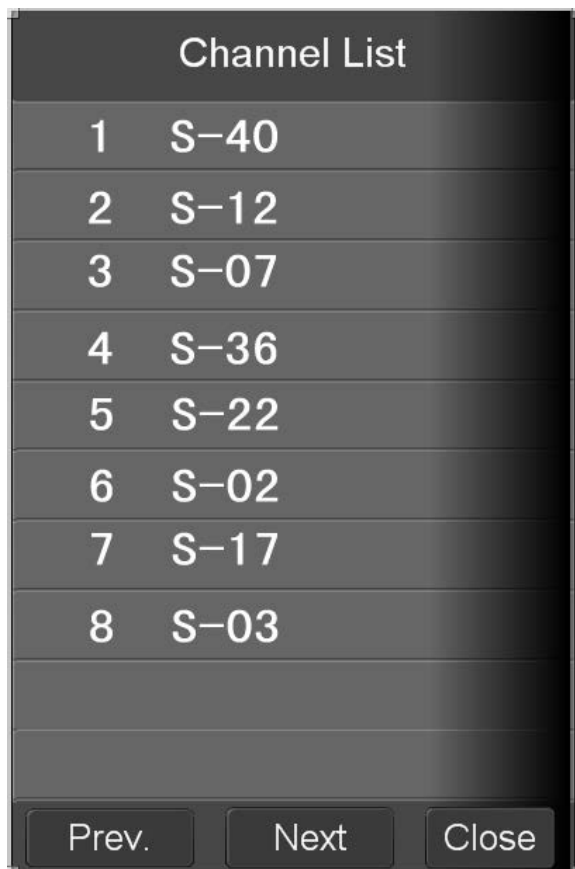 Channel List
1 S-40
2 S-12
3 S-07
4 S-36
5 S-22
6 S-02
7 S-17
8 S-03
Prev. Next Close